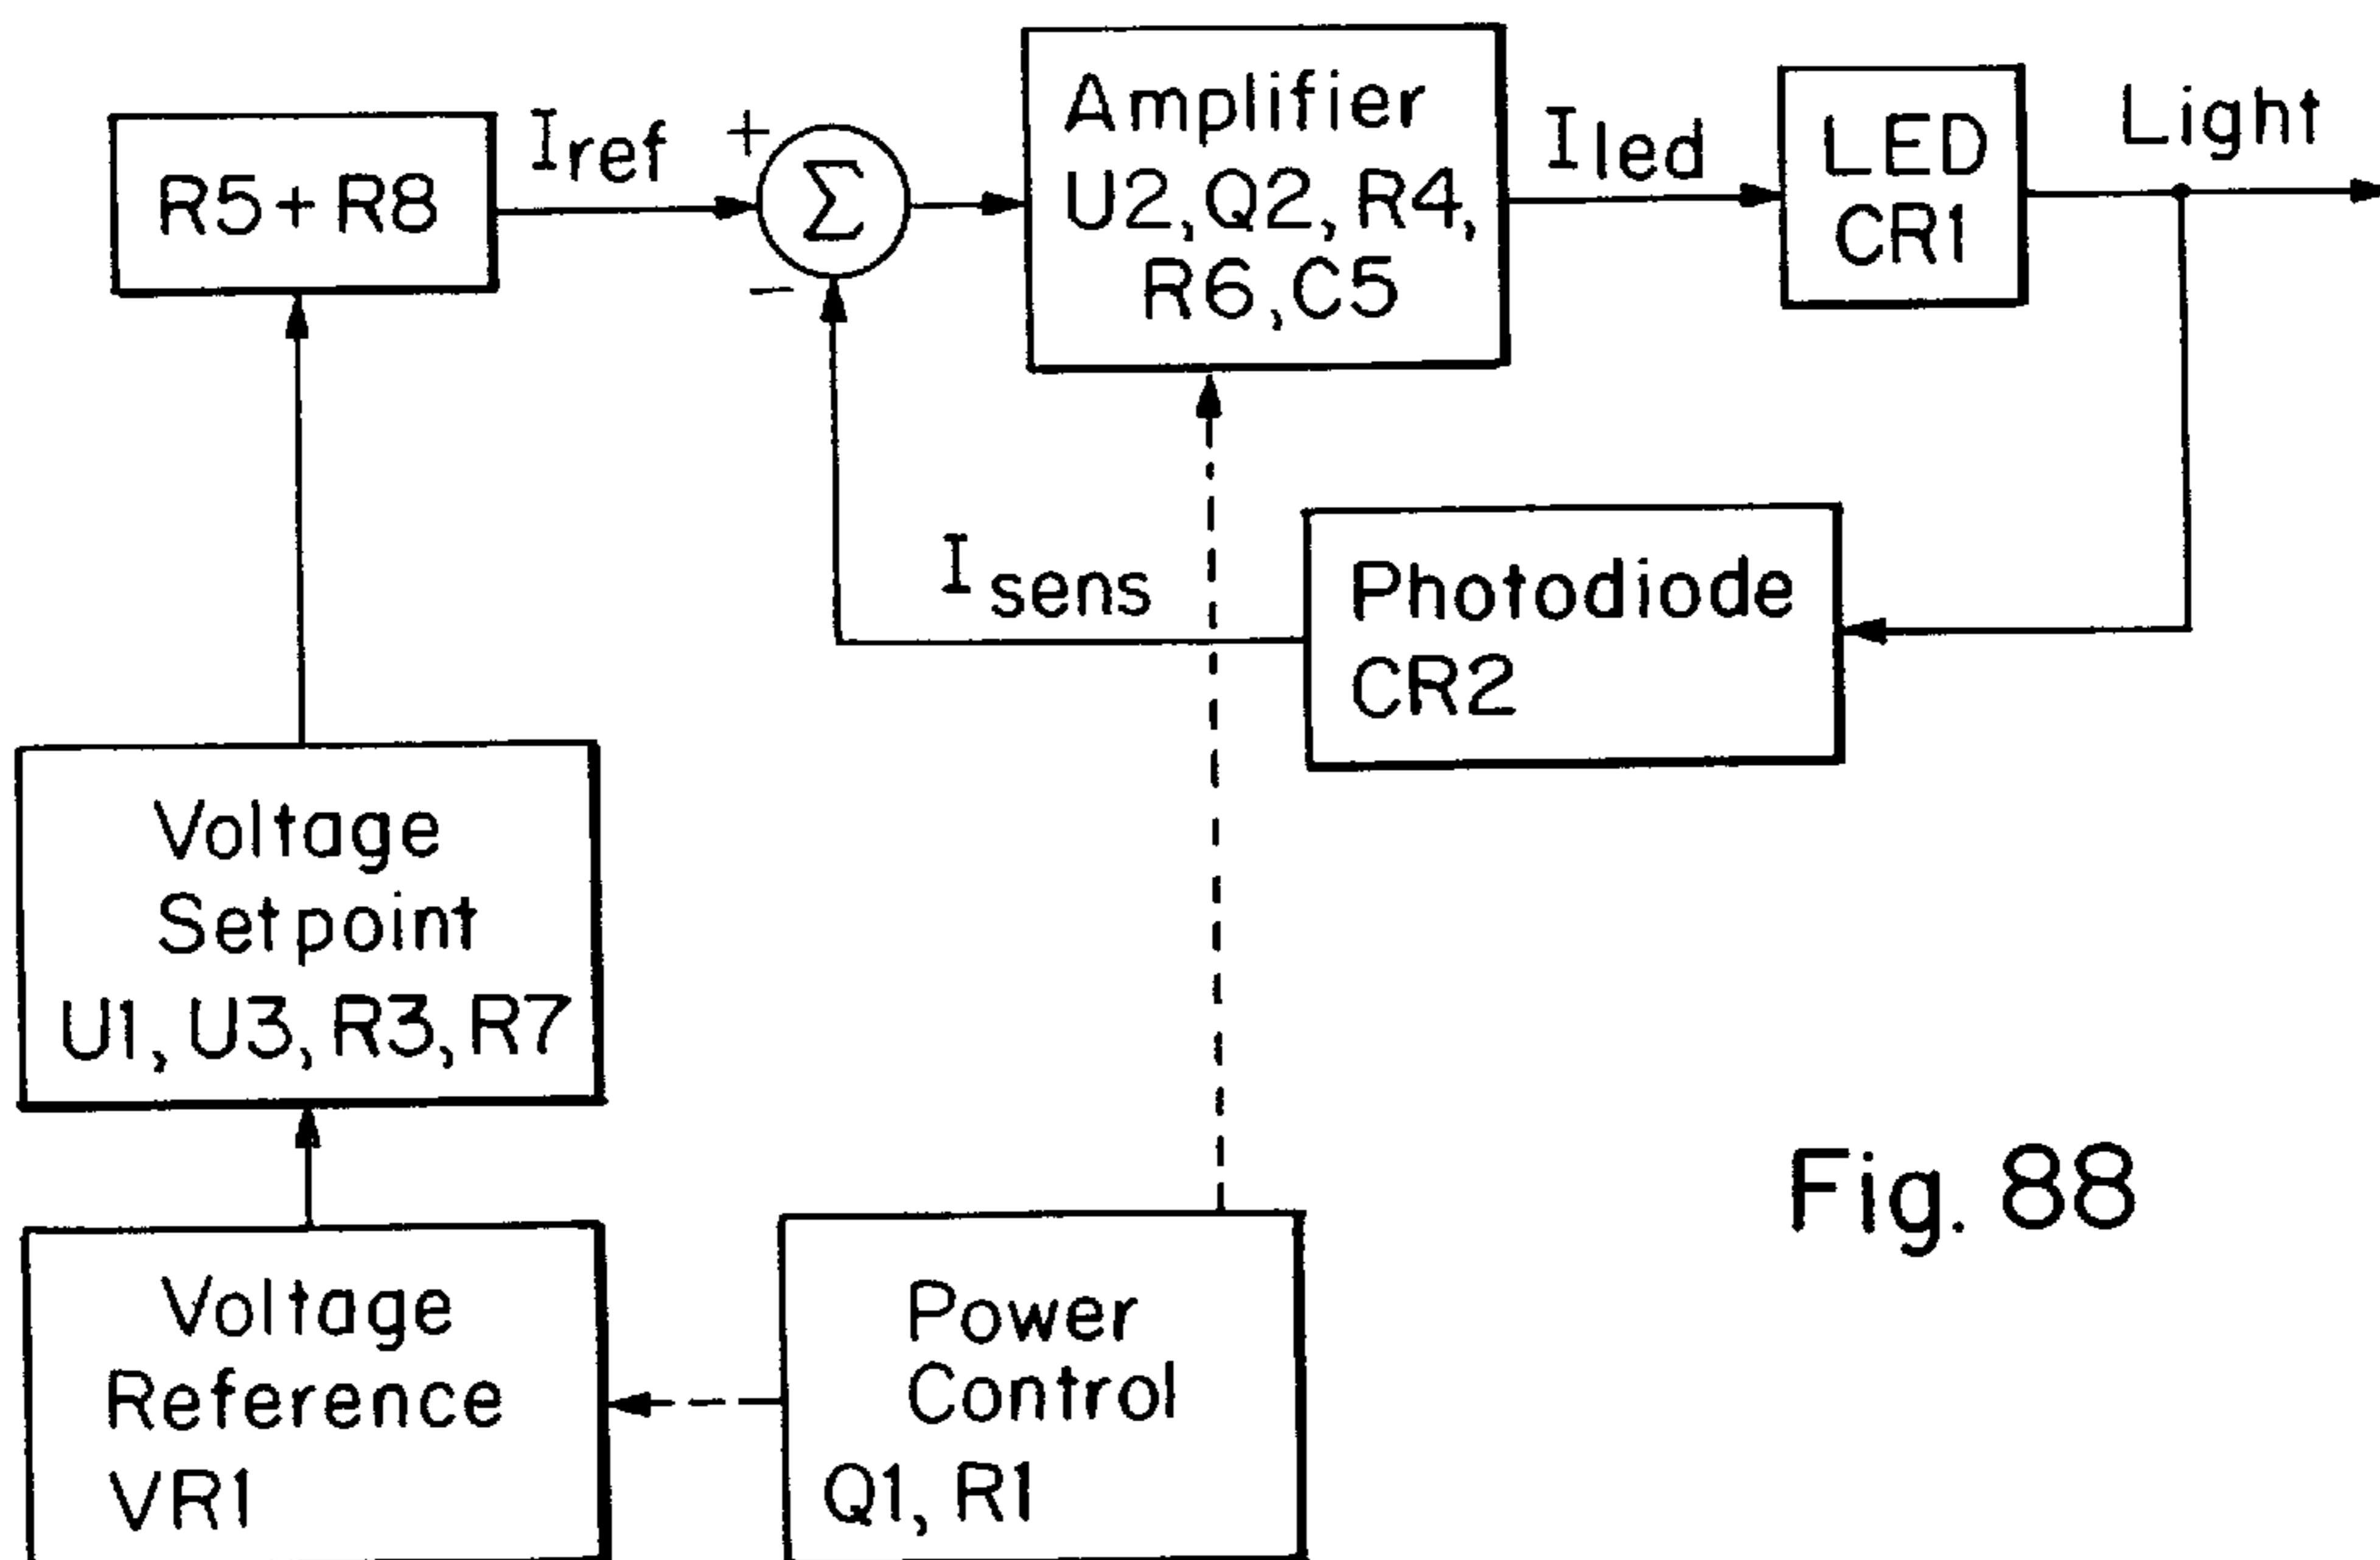 R5+R8
Iref
+
Σ
-
Amplifier
U2,Q2,R4,
R6,C5
Iled
LED
CR1
Light
Isens
Photodiode
CR2
Voltage
Setpoint
U1, U3, R3, R7
Voltage
Reference
VR1
Power
Control
Q1, R1
Fig. 88